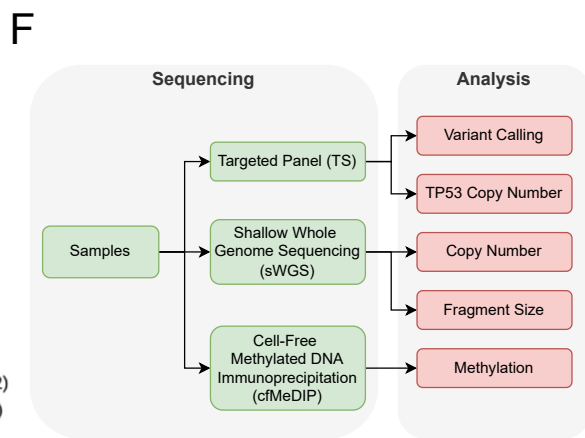 F
Sequencing
Analysis
Samples
Targeted Panel (TS)
Shallow Whole
Genome Sequencing
(sWGS)
Cell-Free
Methylated DNA
Immunoprecipitation
(cfMeDIP)
Variant Calling
TP53 Copy Number
Copy Number
Fragment Size
Methylation
2)
)